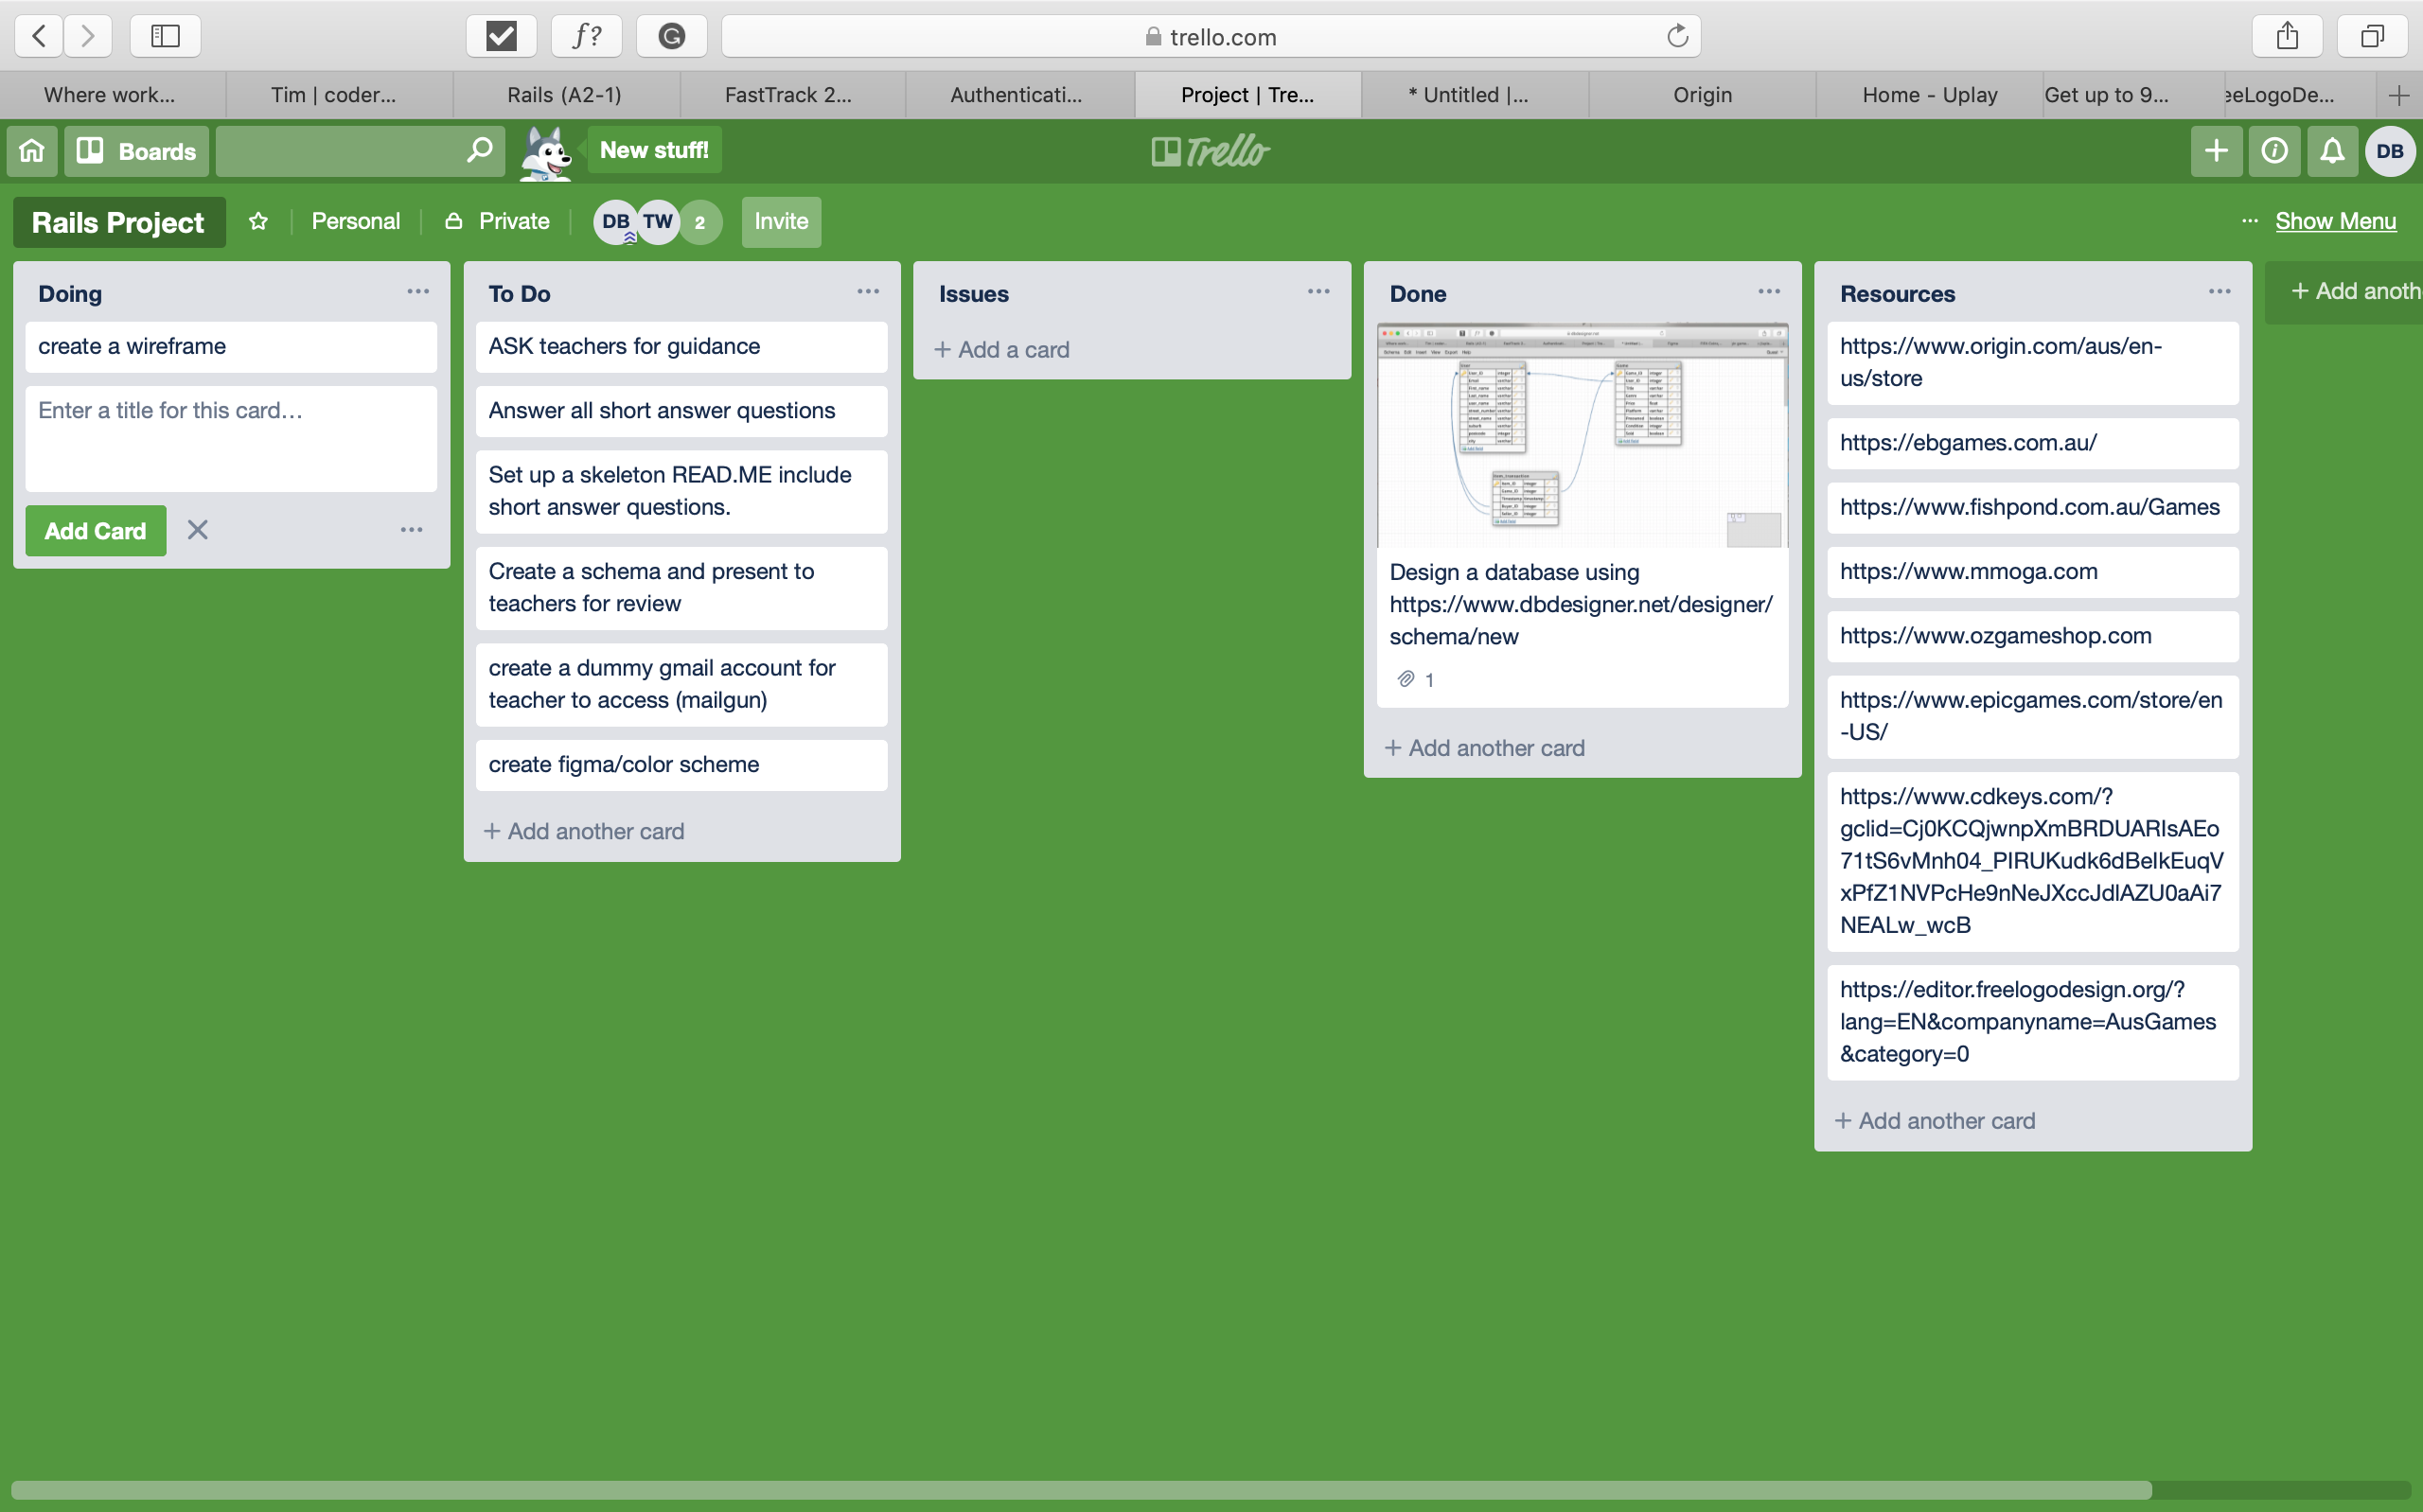 trello.com
Where work...
Tim | coder...
Rails (A2-1)
FastTrack 2...
Authenticati...
Project | Tre...
* Untitled |...
Origin
Home - Uplay
Get up to 9...
eeLogoDe...
Boards
New stuff!
Trello
DB
Rails Project
Personal
Private
DB
TW
2
Invite
... Show Menu
Doing
create a wireframe
Enter a title for this card...
Add Card
To Do
ASK teachers for guidance
Answer all short answer questions
Set up a skeleton READ.ME include
short answer questions.
Create a schema and present to
teachers for review
create a dummy gmail account for
teacher to access (mailgun)
create figma/color scheme
+ Add another card
Issues
+ Add a card
Done
Design a database using
https://www.dbdesigner.net/designer/
schema/new
1
+ Add another card
Resources
https://www.origin.com/aus/en-
us/store
https://ebgames.com.au/
https://www.fishpond.com.au/Games
https://www.mmoga.com
https://www.ozgameshop.com
https://www.epicgames.com/store/en
-US/
https://www.cdkeys.com/?
gclid=Cj0KCQjwnpXmBRDUARIsAEo
71tS6vMnh04_PIRUKudk6dBelkEuqV
xPfZ1NVPcHe9nNeJXccJdlAZU0aAi7
NEALw_wcB
https://editor.freelogodesign.org/?
lang=EN&companyname=AusGames
&category=0
+ Add another card
+ Add anoth